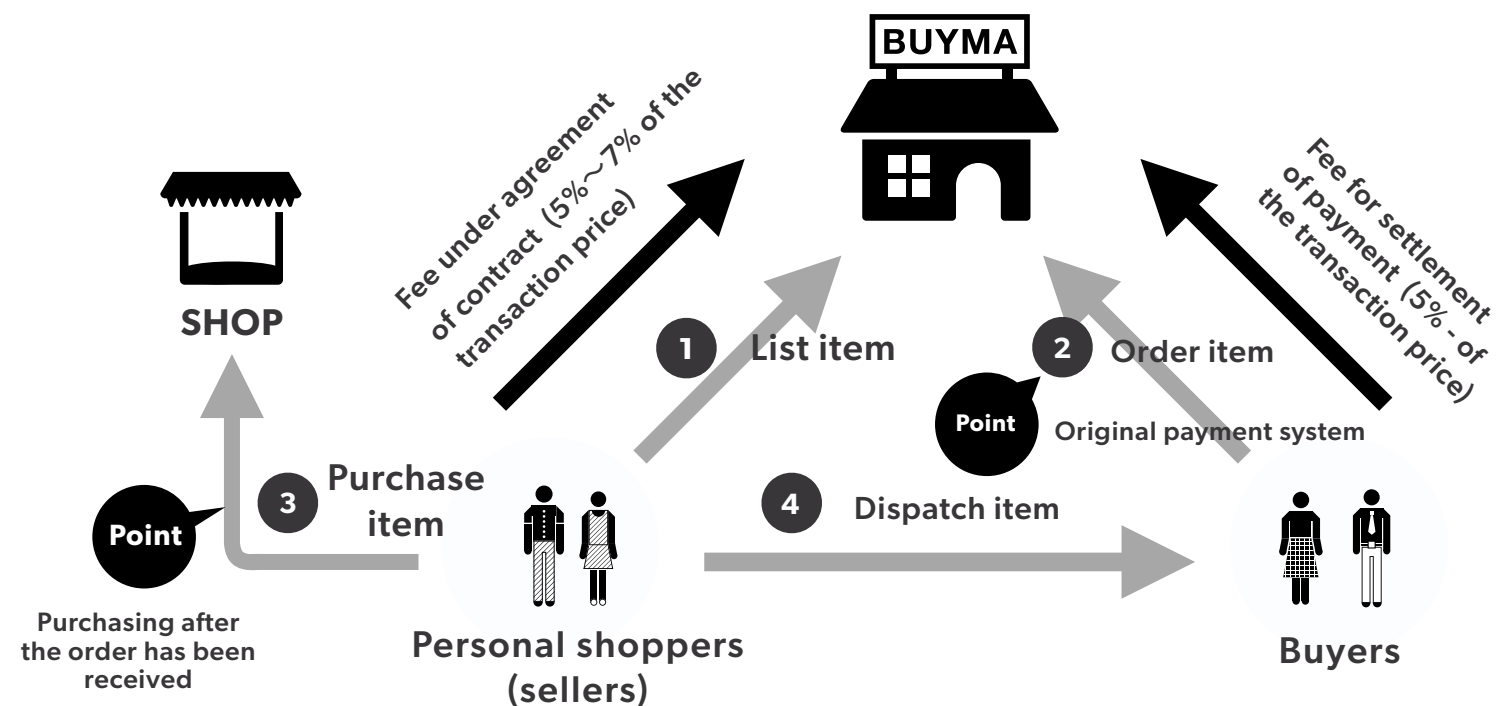 BUYMA
Fee under agreement
of contract (5%～7% of the
transaction price)
Fee for settlement
of payment (5% - of
the transaction price)
SHOP
1
List item
2
Order item
Point
Original payment system
3
Purchase
item
4
Dispatch item
Point
Purchasing after
the order has been
received
Personal shoppers
(sellers)
Buyers